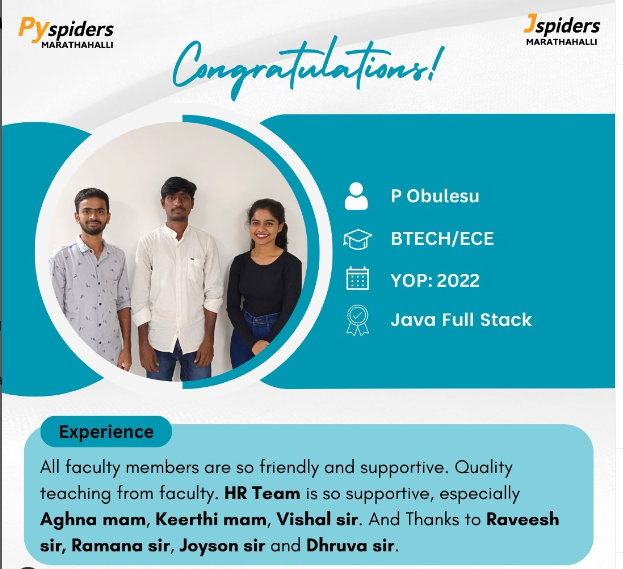 Pyspiders
MARATHAHALLI
Jspiders
MARATHAHALLI
Congratulations!
P Obulesu
BTECH/ECE
YOP: 2022
Java Full Stack
Experience
All faculty members are so friendly and supportive. Quality
teaching from faculty. HR Team is so supportive, especially
Aghna mam, Keerthi mam, Vishal sir. And Thanks to Raveesh
sir, Ramana sir, Joyson sir and Dhruva sir.